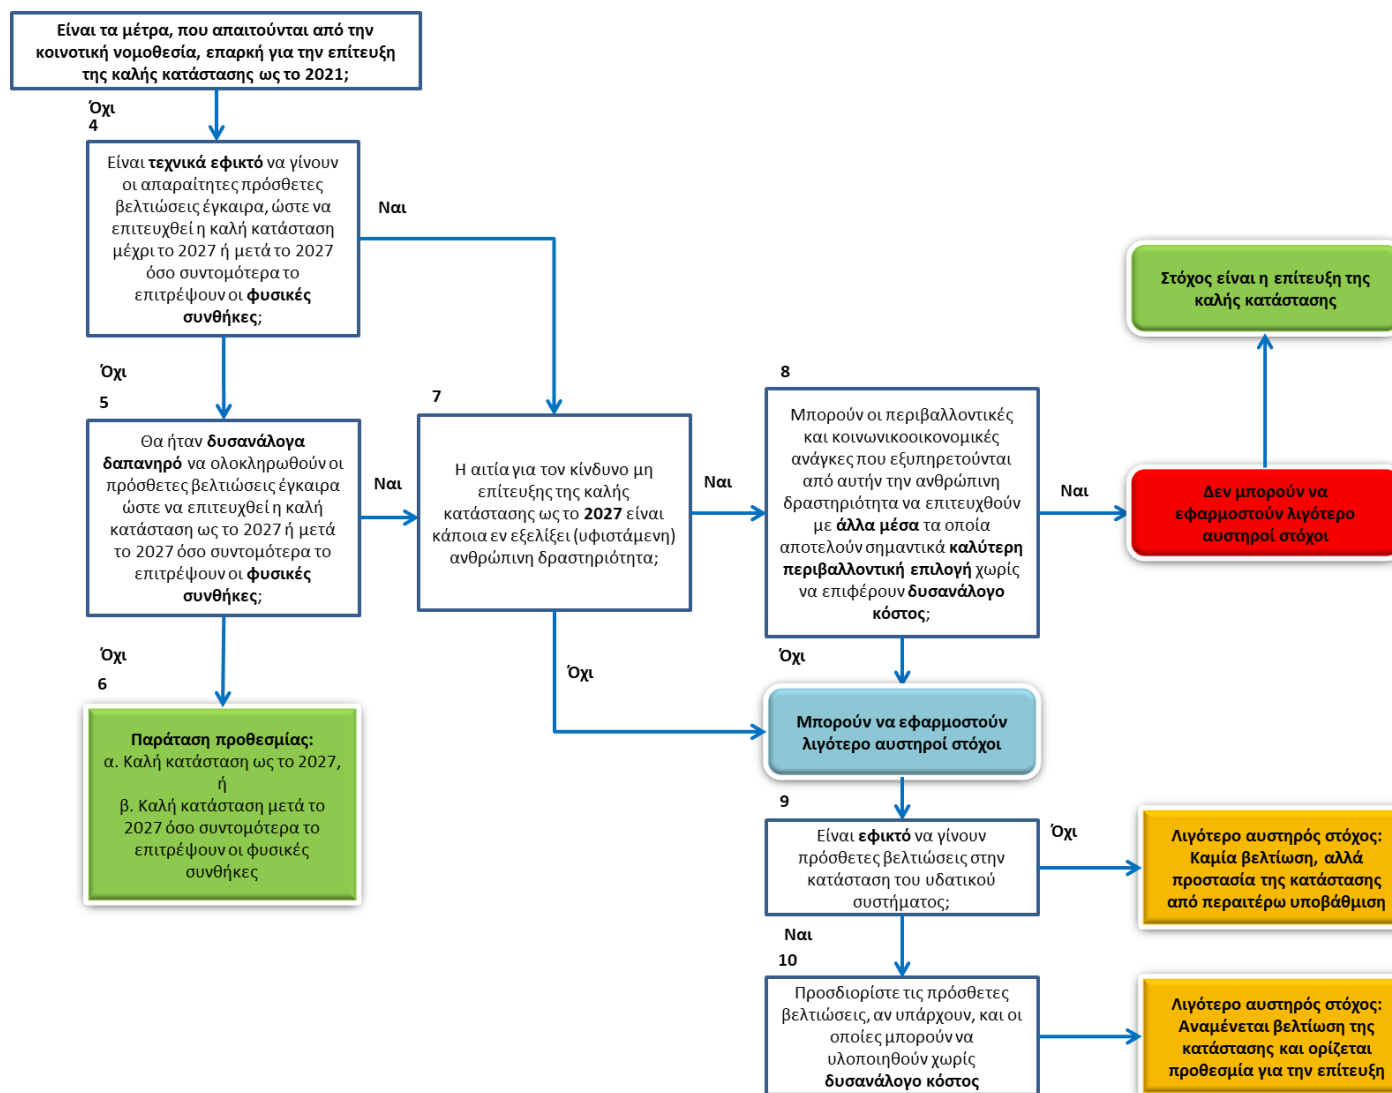 Είναι τα μέτρα, που απαιτούνται από την
κοινοτική νομοθεσία, επαρκή για την επίτευξη
της καλής κατάστασης ως το 2021;
Όχι
4
Είναι τεχνικά εφικτό να γίνουν
οι απαραίτητες πρόσθετες
βελτιώσεις έγκαιρα, ώστε να
επιτευχθεί η καλή κατάσταση
μέχρι το 2027 ή μετά το 2027
όσο συντομότερα το
επιτρέψουν οι φυσικές
συνθήκες;
Ναι
Όχι
5
Θα ήταν δυσανάλογα
δαπανηρό να ολοκληρωθούν οι
πρόσθετες βελτιώσεις έγκαιρα
ώστε να επιτευχθεί η καλή
κατάσταση ως το 2027 ή μετά
το 2027 όσο συντομότερα το
επιτρέψουν οι φυσικές
συνθήκες;
Ναι
Όχι
6
Παράταση προθεσμίας:
α. Καλή κατάσταση ως το 2027,
ή
β. Καλή κατάσταση μετά το
2027 όσο συντομότερα το
επιτρέψουν οι φυσικές
συνθήκες
7
Η αιτία για τον κίνδυνο μη
επίτευξης της καλής
κατάστασης ως το 2027 είναι
κάποια εν εξελίξει (υφιστάμενη)
ανθρώπινη δραστηριότητα;
Ναι
Όχι
8
Μπορούν οι περιβαλλοντικές
και κοινωνικοοικονομικές
ανάγκες που εξυπηρετούνται
από αυτήν την ανθρώπινη
δραστηριότητα να επιτευχθούν
με άλλα μέσα τα οποία
αποτελούν σημαντικά καλύτερη
περιβαλλοντική επιλογή χωρίς
να επιφέρουν δυσανάλογο
κόστος;
Ναι
Όχι
Στόχος είναι η επίτευξη της
καλής κατάστασης
Δεν μπορούν να
εφαρμοστούν λιγότερο
αυστηροί στόχοι
Μπορούν να εφαρμοστούν
λιγότερο αυστηροί στόχοι
9
Είναι εφικτό να γίνουν
πρόσθετες βελτιώσεις στην
κατάσταση του υδατικού
συστήματος;
Όχι
Λιγότερο αυστηρός στόχος:
Καμία βελτίωση, αλλά
προστασία της κατάστασης
από περαιτέρω υποβάθμιση
Ναι
10
Προσδιορίστε τις πρόσθετες
βελτιώσεις, αν υπάρχουν, και οι
οποίες μπορούν να
υλοποιηθούν χωρίς
δυσανάλογο κόστος
Λιγότερο αυστηρός στόχος:
Αναμένεται βελτίωση της
κατάστασης και ορίζεται
προθεσμία για την επίτευξη